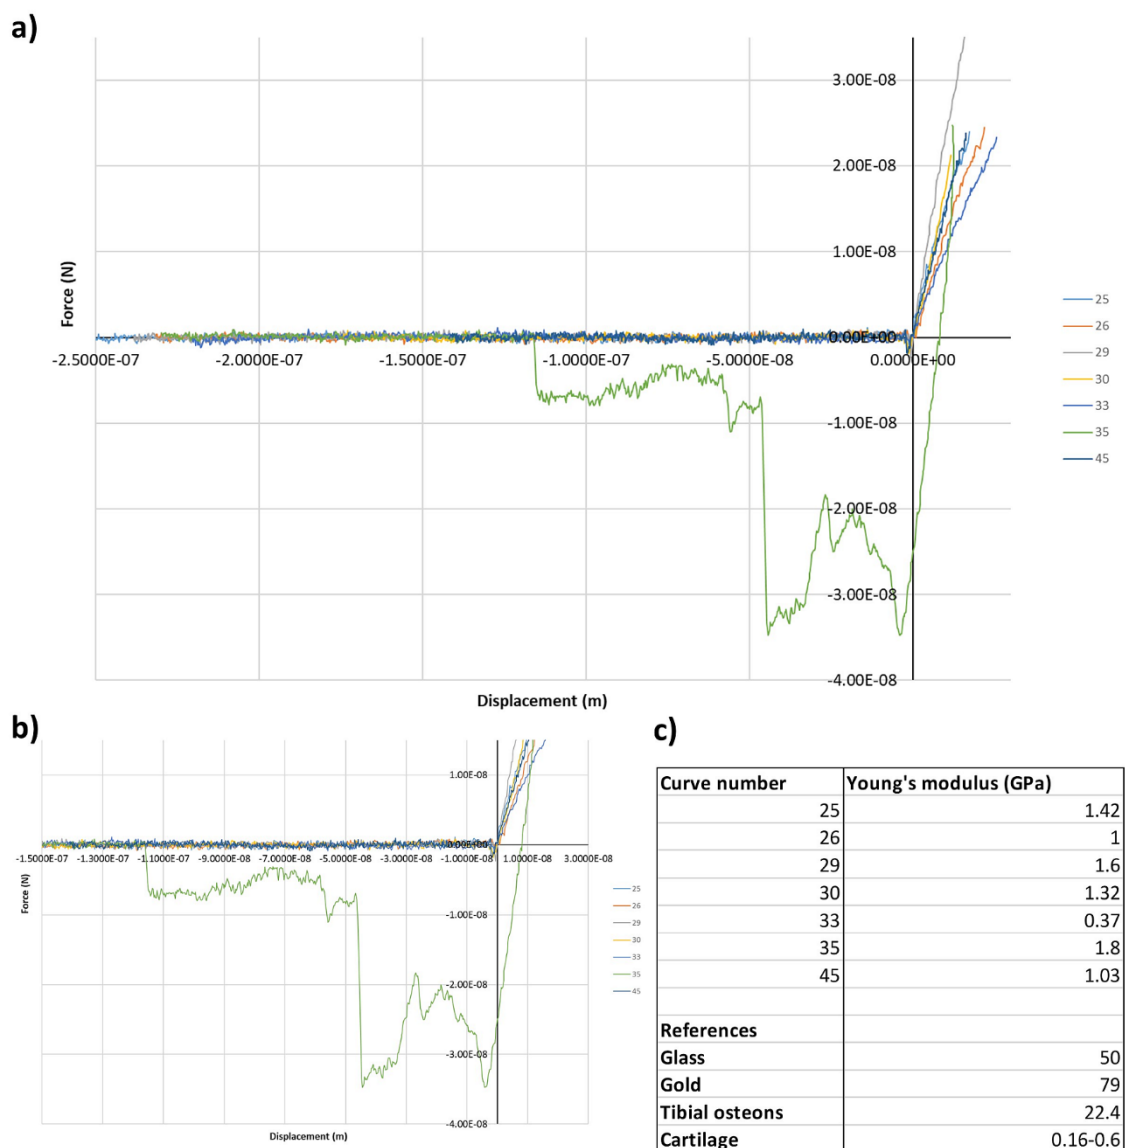 a)
3.00E-08
2.00E-08
1.00E-08
0.00E+00
-1.00E-08
-2.00E-08
-3.00E-08
-4.00E-08
-2.5000E-07 -2.0000E-07 -1.5000E-07 -1.0000E-07 -5.0000E-08 0.0000E+00
Force (N)
Displacement (m)
25
26
29
30
33
35
45
b)
1.00E-08
0.00E+00
-1.00E-08
-2.00E-08
-3.00E-08
-4.00E-08
-1.5000E-07 -1.3000E-07 -1.1000E-07 -9.0000E-08 -7.0000E-08 -5.0000E-08 -3.0000E-08 -1.0000E-08 1.0000E-08 3.0000E-08
Force (N)
Displacement (m)
25
26
29
30
33
35
45
c)
Curve number Young's modulus (GPa)
25 1.42
26 1
29 1.6
30 1.32
33 0.37
35 1.8
45 1.03
References
Glass 50
Gold 79
Tibial osteons 22.4
Cartilage 0.16-0.6